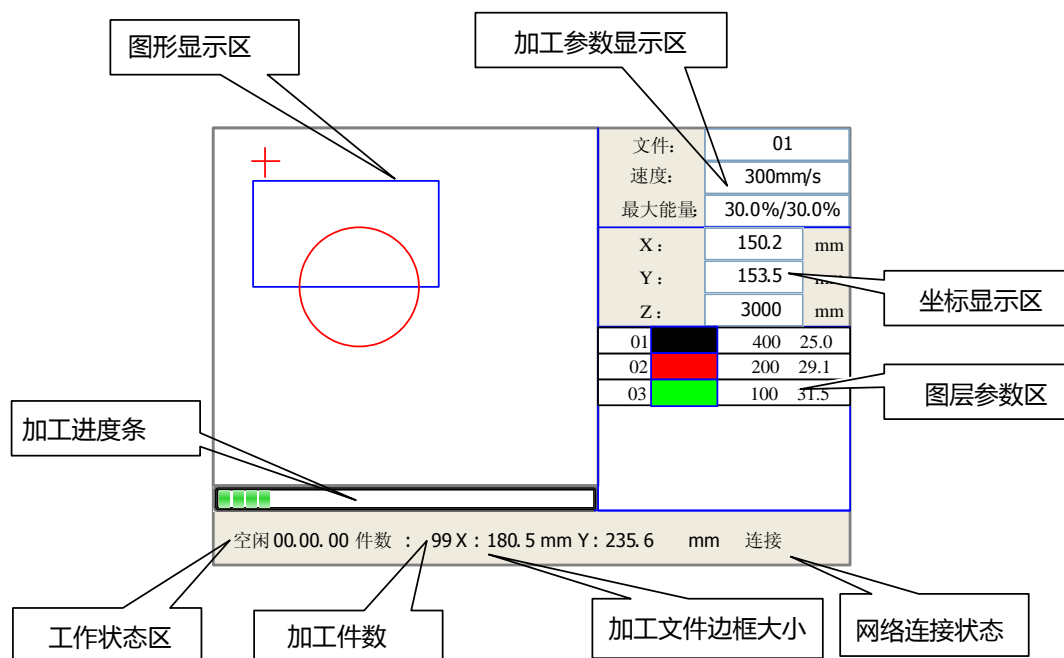 图形显示区
加工参数显示区
文件: 01
速度: 300mm/s
最大能量: 30.0%/30.0%
X: 150.2 mm
Y: 153.5 mm
坐标显示区
Z: 3000 mm
01 400 25.0
02 200 29.1
03 100 31.5
图层参数区
加工进度条
空闲 00.00.00 件数 : 99 X : 180.5 mm Y : 235.6 mm 连接
工作状态区
加工件数
加工文件边框大小
网络连接状态